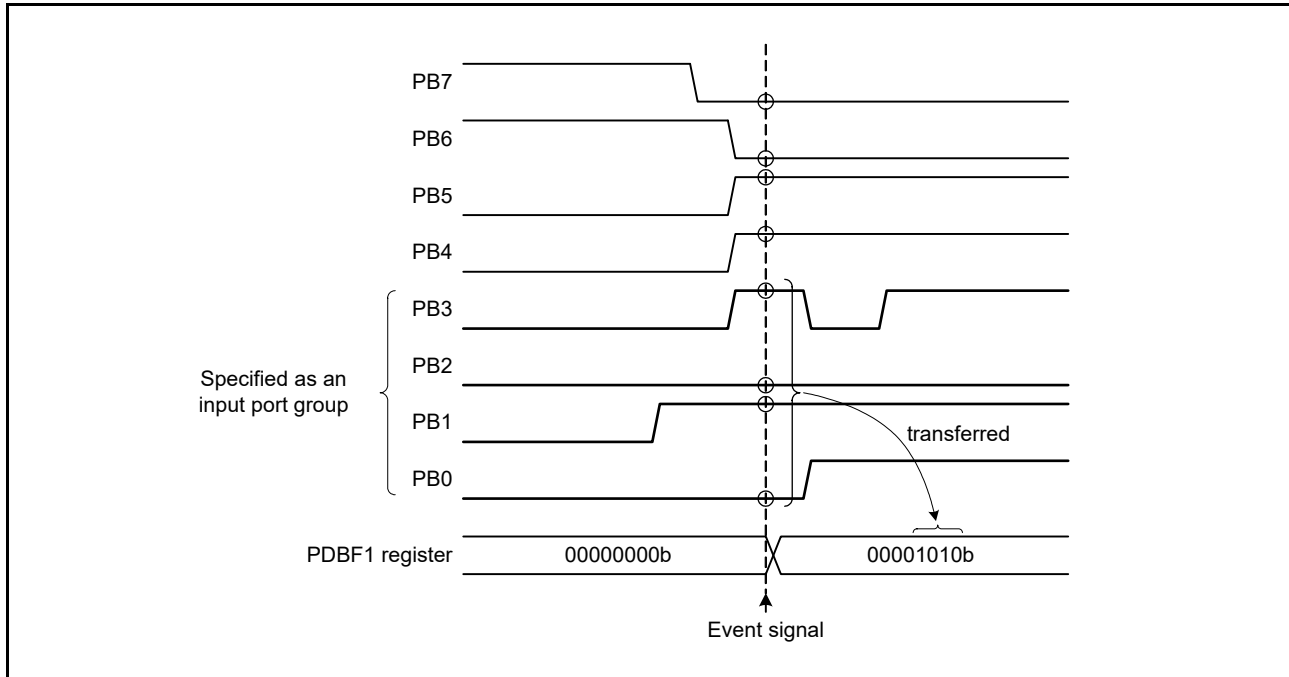 PB7
PB6
PB5
PB4
PB3
PB2
Specified as an
input port group
PB1
transferred
PB0
PDBF1 register 00000000b 00001010b
Event signal